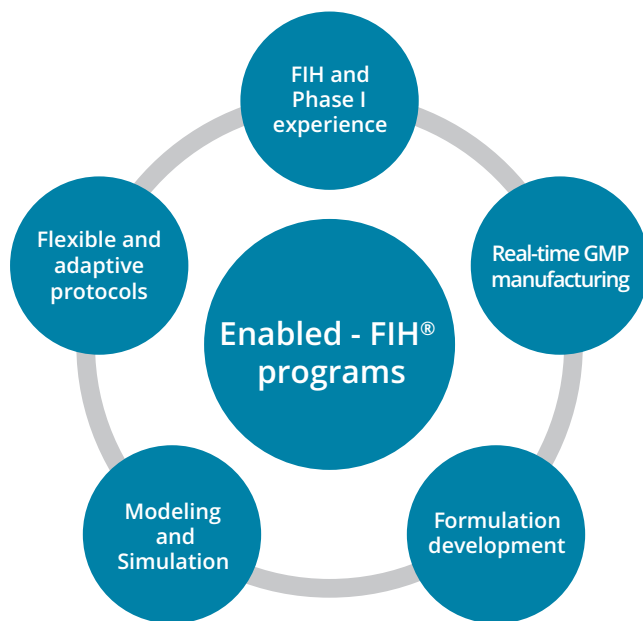 FIH and
Phase I
experience
Real-time GMP
manufacturing
Formulation
development
Modeling
and
Simulation
Flexible and
adaptive
protocols
Enabled - FIH®
programs